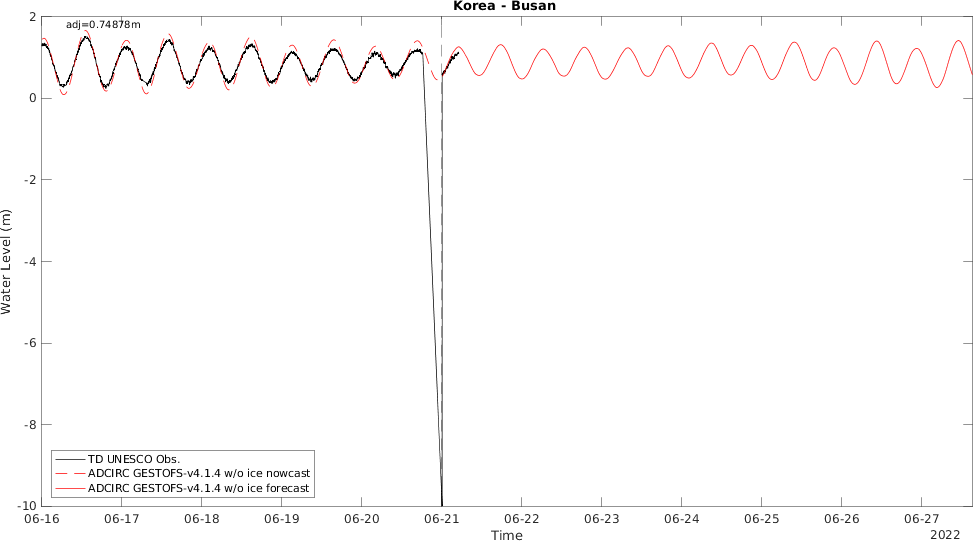 Korea - Busan
adj=0.74878m
2
0
-2
-4
-6
-8
-10
Water Level (m)
TD UNESCO Obs.
ADCIRC GESTOFS-v4.1.4 w/o ice nowcast
ADCIRC GESTOFS-v4.1.4 w/o ice forecast
06-16 06-17 06-18 06-19 06-20 06-21 06-22 06-23 06-24 06-25 06-26 06-27
2022
Time